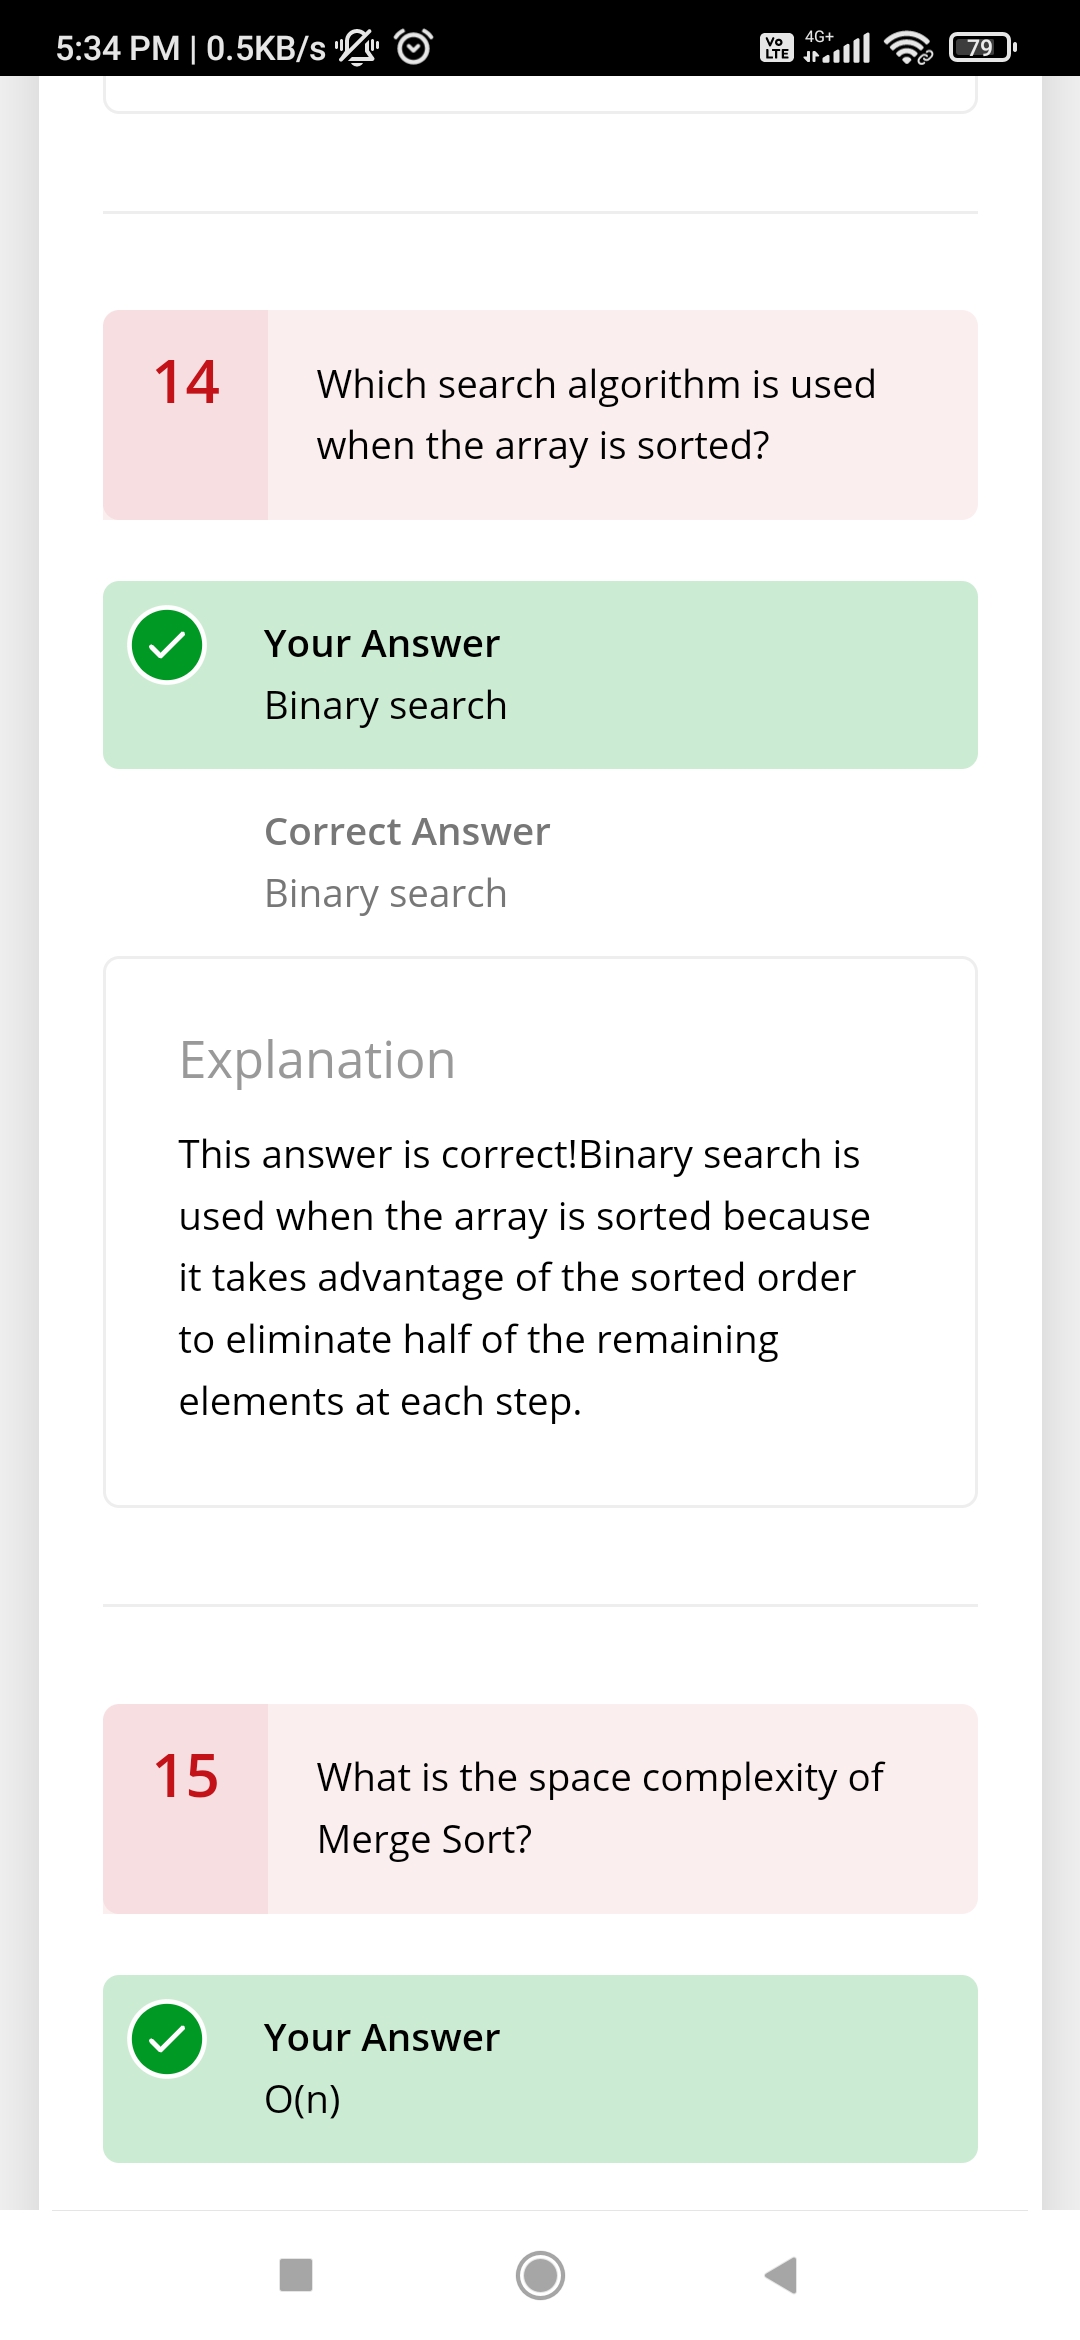 5:34 PM | 0.5KB/s Vo LTE 4G+ 79
14
Which search algorithm is used
when the array is sorted?
Your Answer
Binary search
Correct Answer
Binary search
Explanation
This answer is correct!Binary search is
used when the array is sorted because
it takes advantage of the sorted order
to eliminate half of the remaining
elements at each step.
15
What is the space complexity of
Merge Sort?
Your Answer
O(n)